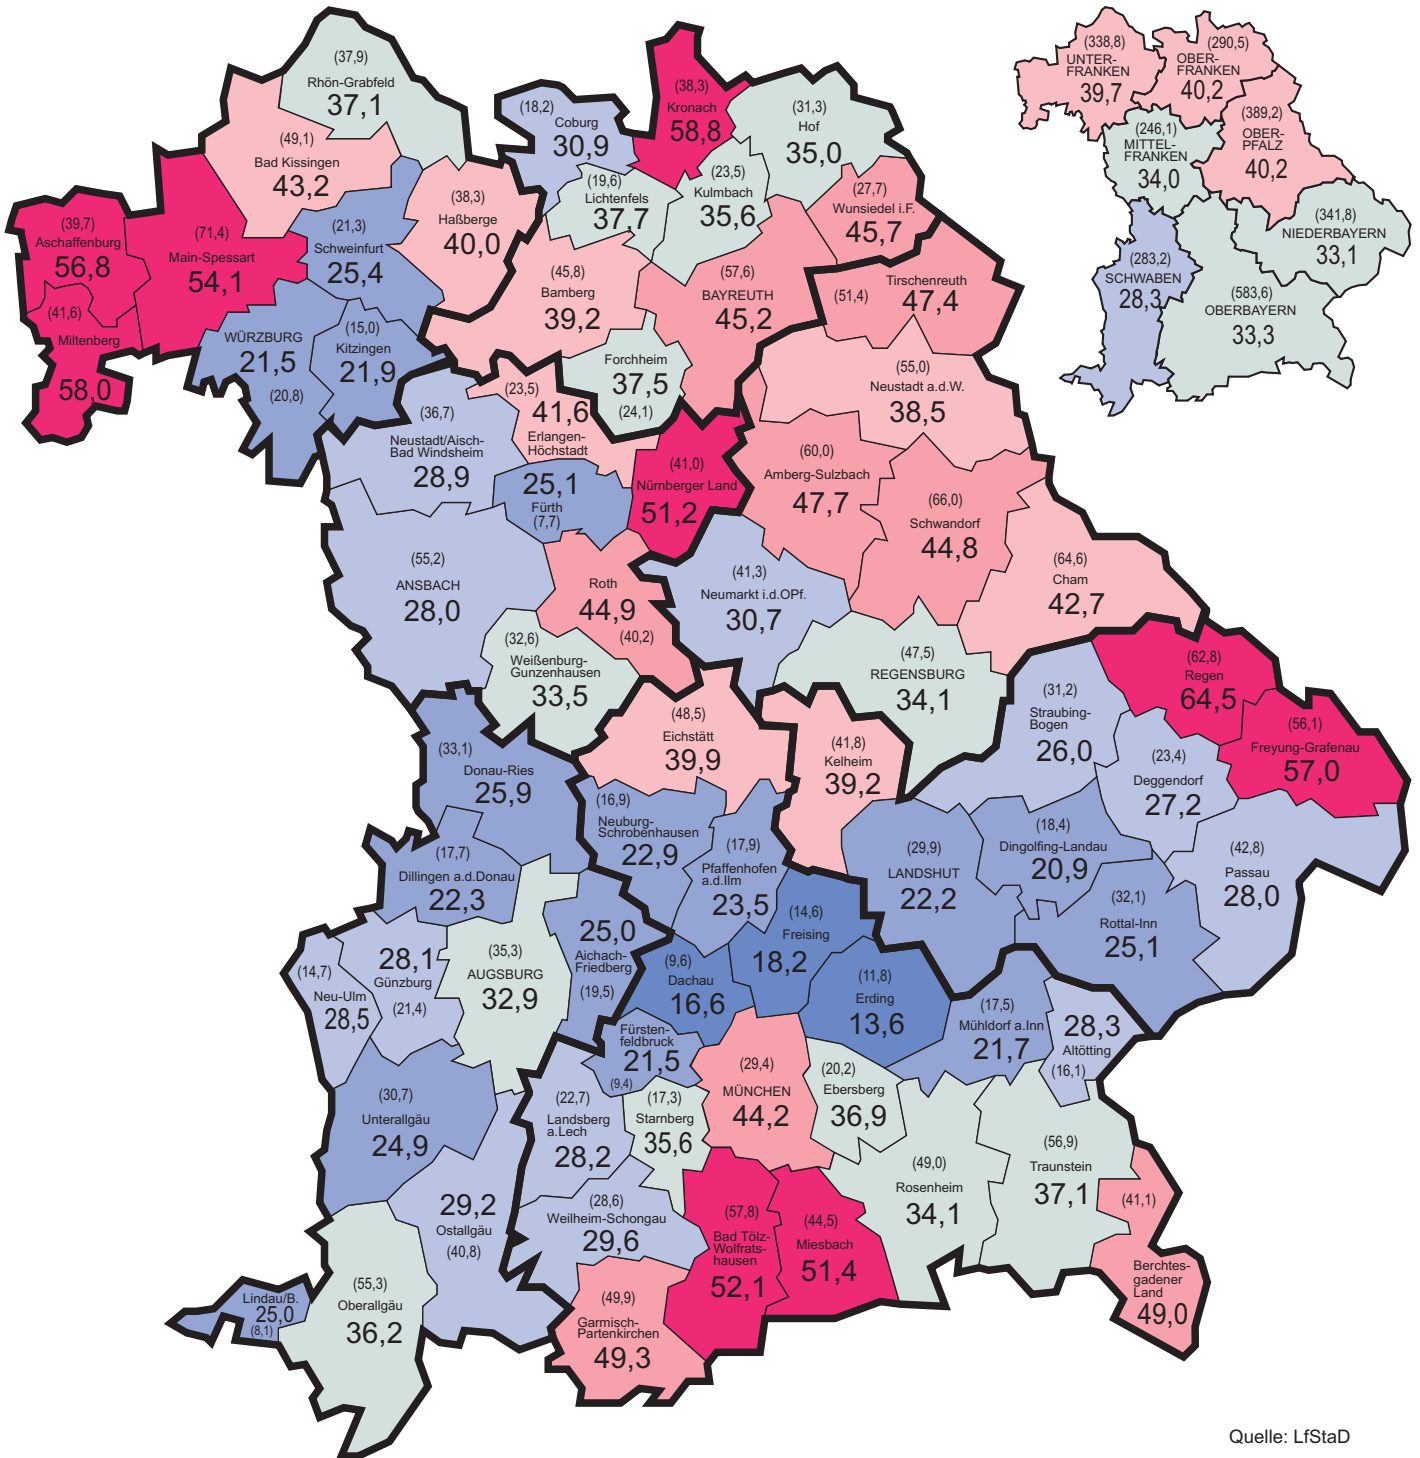 (37,9)
Rhön-Grabfeld
37,1
(49,1)
Bad Kissingen
43,2
(18,2)
Coburg
30,9
(38,3)
Kronach
58,8
(31,3)
Hof
35,0
(19,6)
Lichtenfels
37,7
(23,5)
Kulmbach
35,6
(27,7)
Wunsiedel i.F.
45,7
(39,7)
Aschaffenburg
56,8
(71,4)
Main-Spessart
54,1
(21,3)
Schweinfurt
25,4
(38,3)
Haßberge
40,0
(41,6)
Miltenberg
58,0
WÜRZBURG
21,5
(20,8)
(15,0)
Kitzingen
21,9
(45,8)
Bamberg
39,2
(57,6)
BAYREUTH
45,2
(51,4)
Tirschenreuth
47,4
Forchheim
37,5
(24,1)
(55,0)
Neustadt a.d.W.
38,5
(36,7)
Neustadt/Aisch-
Bad Windsheim
28,9
(23,5)
41,6
Erlangen-
Höchstadt
25,1
Fürth
(7,7)
(41,0)
Nürnberger Land
51,2
(60,0)
Amberg-Sulzbach
47,7
(66,0)
Schwandorf
44,8
(55,2)
ANSBACH
28,0
Roth
44,9
(40,2)
(41,3)
Neumarkt i.d.OPf.
30,7
(64,6)
Cham
42,7
(32,6)
Weißenburg-
Gunzenhausen
33,5
(47,5)
REGENSBURG
34,1
(62,8)
Regen
64,5
(31,2)
Straubing-
Bogen
26,0
(56,1)
Freyung-Grafenau
57,0
(48,5)
Eichstätt
39,9
(41,8)
Kelheim
39,2
(23,4)
Deggendorf
27,2
(33,1)
Donau-Ries
25,9
(16,9)
Neuburg-
Schrobenhausen
22,9
(17,9)
Pfaffenhofen
a.d.Ilm
23,5
(29,9)
LANDSHUT
22,2
(18,4)
Dingolfing-Landau
20,9
(42,8)
Passau
28,0
(17,7)
Dillingen a.d.Donau
22,3
(32,1)
Rottal-Inn
25,1
(14,7)
Neu-Ulm
28,5
28,1
Günzburg
(21,4)
(35,3)
AUGSBURG
32,9
25,0
Aichach-
Friedberg
(19,5)
(9,6)
Dachau
16,6
(14,6)
Freising
18,2
(11,8)
Erding
13,6
(17,5)
Mühldorf a.Inn
21,7
28,3
Altötting
(16,1)
Fürsten-
feldbruck
21,5
(9,4)
(30,7)
Unterallgäu
24,9
(22,7)
Landsberg
a.Lech
28,2
(17,3)
Starnberg
35,6
(29,4)
MÜNCHEN
44,2
(20,2)
Ebersberg
36,9
(49,0)
Rosenheim
34,1
(56,9)
Traunstein
37,1
(41,1)
Berchtes-
gadener
Land
49,0
29,2
Ostallgäu
(40,8)
(28,6)
Weilheim-Schongau
29,6
(57,8)
Bad Tölz-
Wolfrats-
hausen
52,1
(44,5)
Miesbach
51,4
Lindau/B.
25,0
(8,1)
(55,3)
Oberallgäu
36,2
(49,9)
Garmisch-
Partenkirchen
49,3
(338,8)
UNTER-
FRANKEN
39,7
(290,5)
OBER-
FRANKEN
40,2
(246,1)
MITTEL-
FRANKEN
34,0
(389,2)
OBER-
PFALZ
40,2
(341,8)
NIEDERBAYERN
33,1
(283,2)
SCHWABEN
28,3
(583,6)
OBERBAYERN
33,3
Quelle: LfStaD